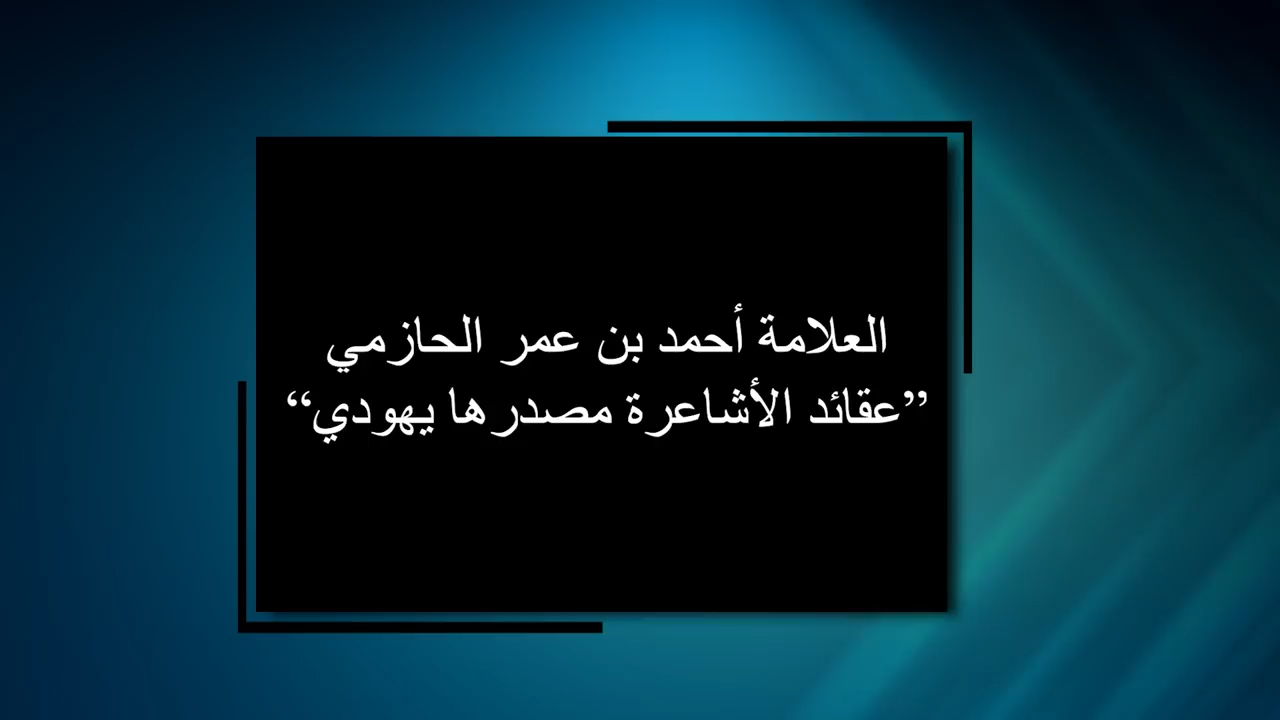 العلامة أحمد بن عمر الحازمي
”عقائد الأشاعرة مصدرها يهودي“